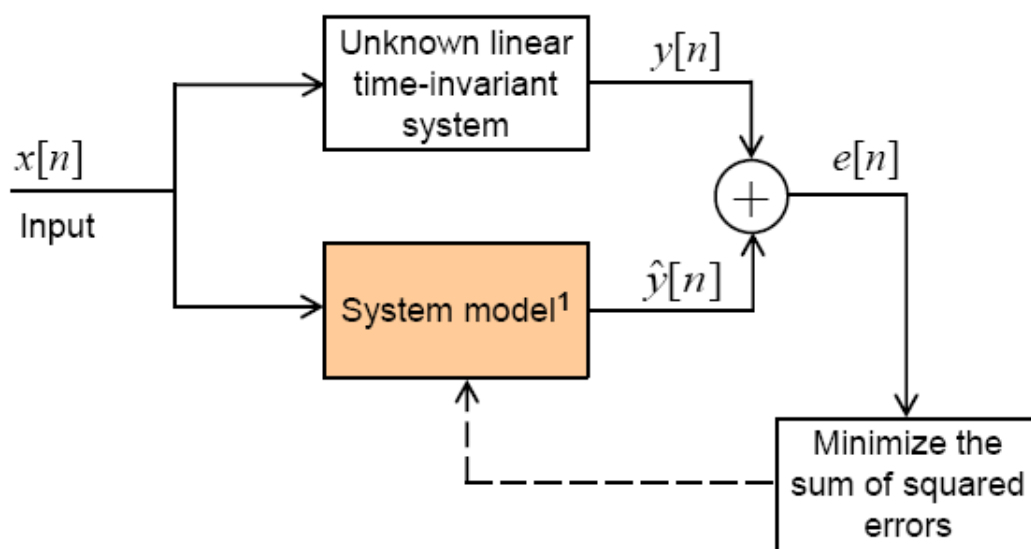 Unknown linear
time-invariant
system
y[n]
x[n]
Input
+
e[n]
System model¹
ŷ[n]
Minimize the
sum of squared
errors